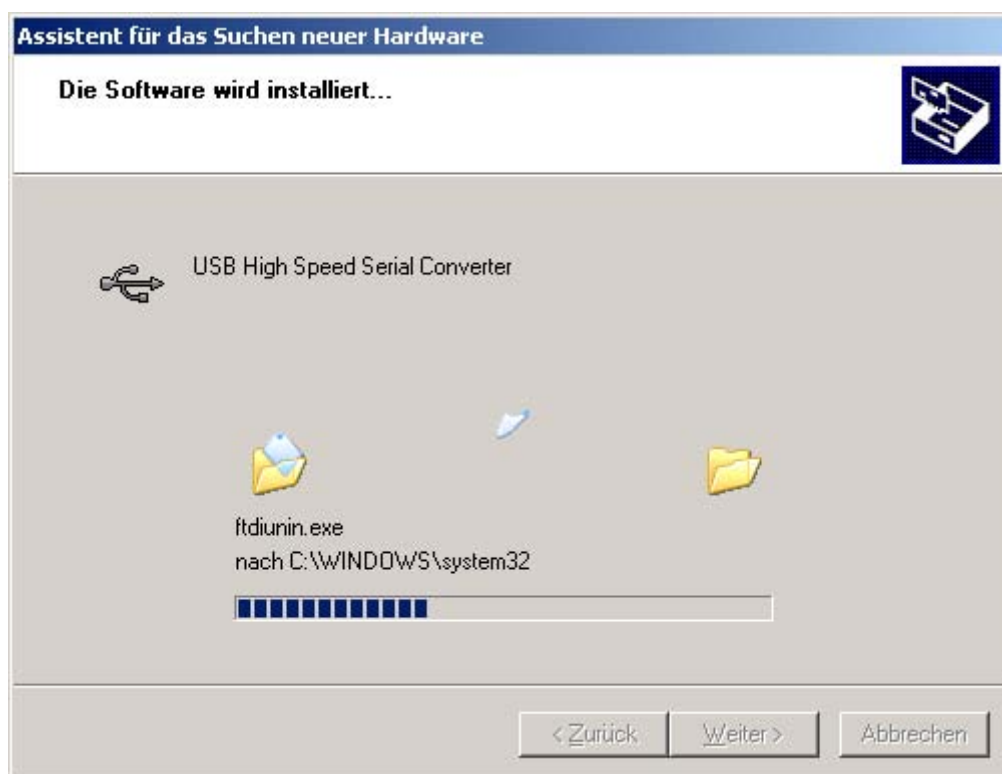 Assistent für das Suchen neuer Hardware
Die Software wird installiert...
USB High Speed Serial Converter
ftdiunin.exe
nach C:\WINDOWS\system32
< Zurück
Weiter >
Abbrechen